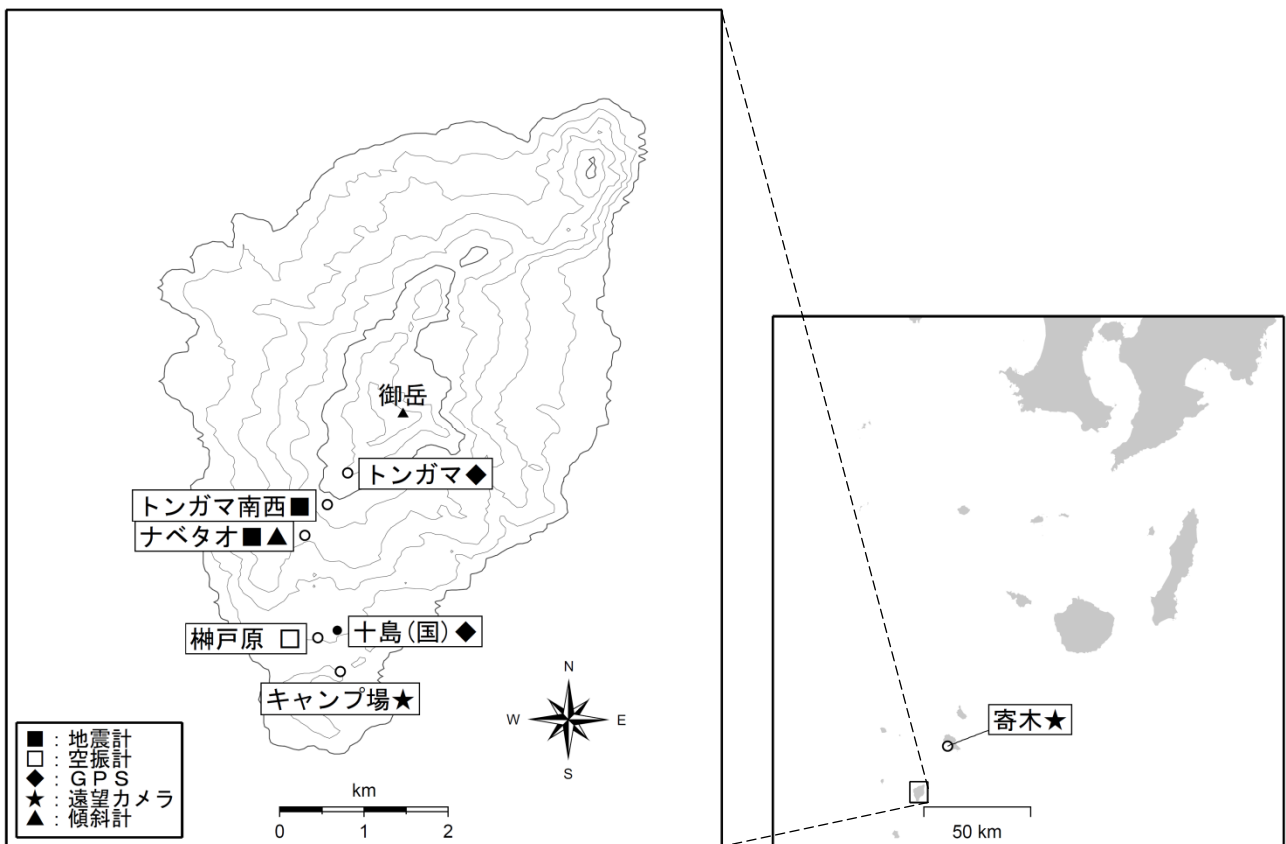 御岳
トンガマ◆
トンガマ南西■
ナベタオ■▲
榊戸原 □
十島(国)◆
キャンプ場★
N
W
E
S
■：地震計
□：空振計
◆：ＧＰＳ
★：遠望カメラ
▲：傾斜計
km
0 1 2
寄木★
50 km